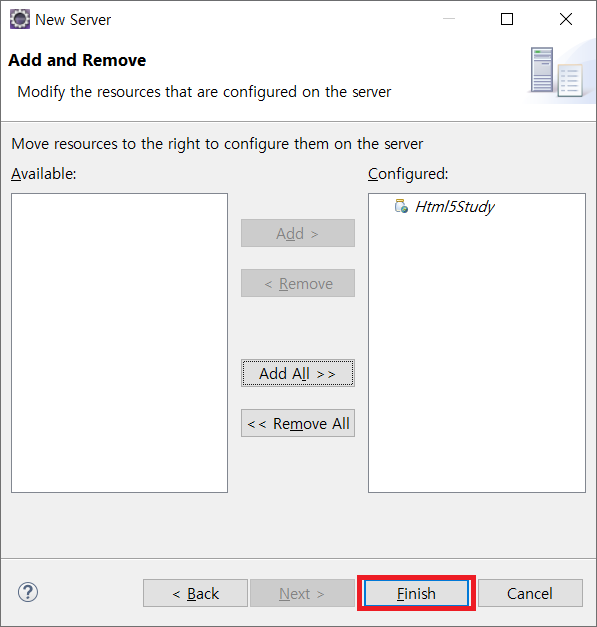 New Server
Add and Remove
Modify the resources that are configured on the server
Move resources to the right to configure them on the server
Available:
Configured:
Html5Study
Add >
< Remove
Add All >>
<< Remove All
?
< Back
Next >
Finish
Cancel